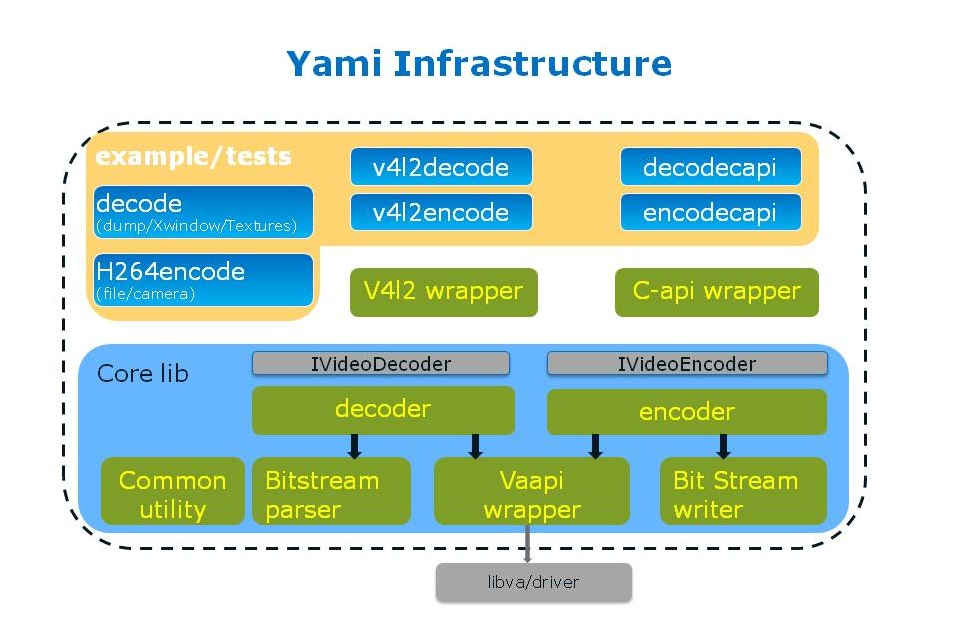 Yami Infrastructure
example/tests
decode
(dump/Xwindow/Textures)
H264encode
(file/camera)
v4l2decode
v4l2encode
decodecapi
encodecapi
V4l2 wrapper
C-api wrapper
Core lib
IVideoDecoder
IVideoEncoder
decoder
encoder
Common
utility
Bitstream
parser
Vaapi
wrapper
Bit Stream
writer
libva/driver